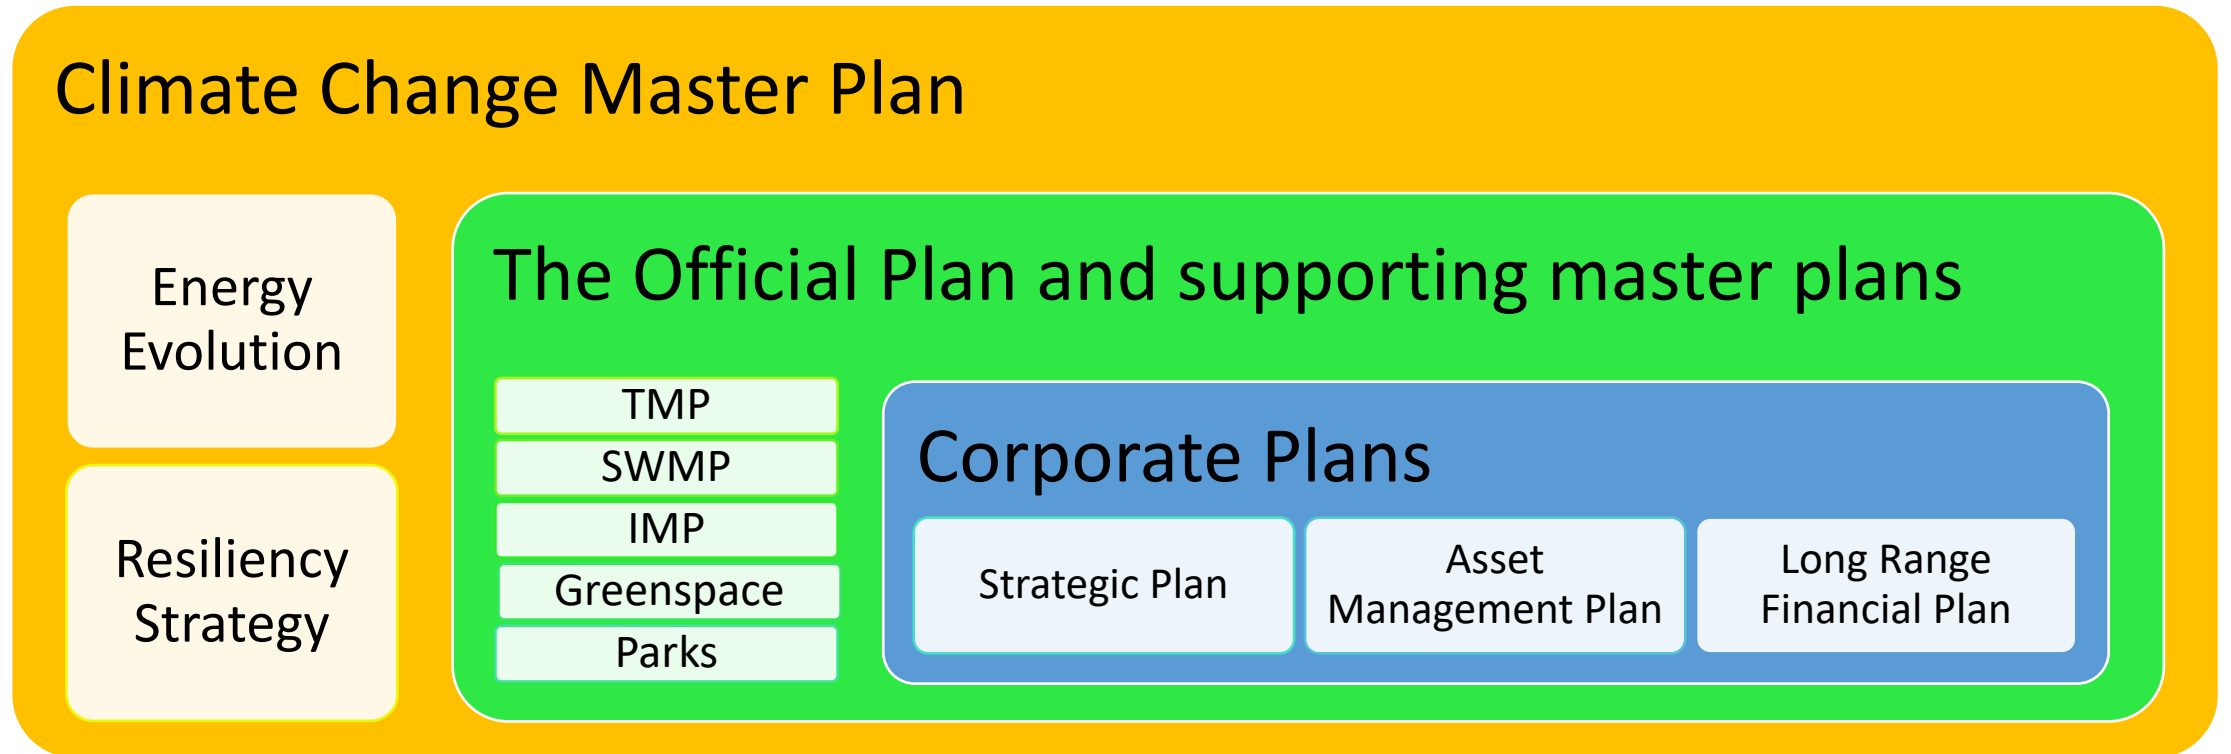 Climate Change Master Plan
Energy
Evolution
Resiliency
Strategy
The Official Plan and supporting master plans
TMP
SWMP
IMP
Greenspace
Parks
Corporate Plans
Strategic Plan
Asset
Management Plan
Long Range
Financial Plan